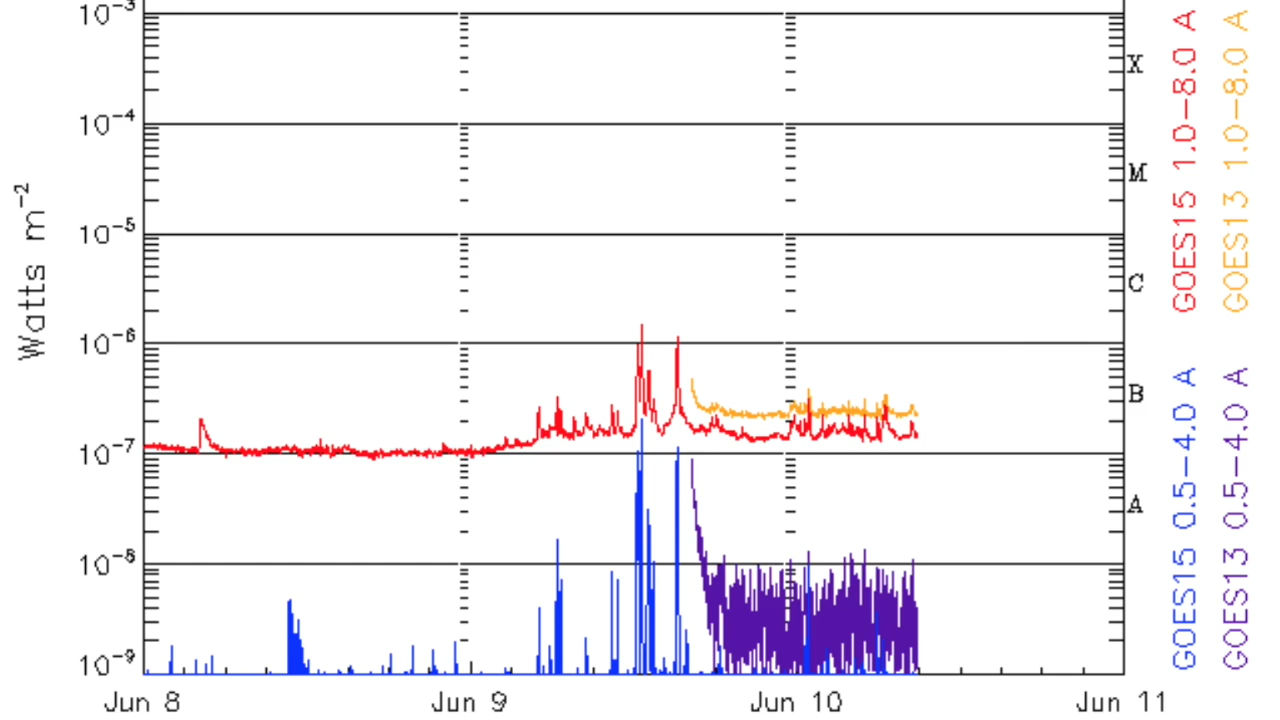 10⁻³
10⁻⁴
10⁻⁵
10⁻⁶
10⁻⁷
10⁻⁸
10⁻⁹
Watts m⁻²
X
M
C
B
A
Jun 8
Jun 9
Jun 10
Jun 11
GOES15 1.0−8.0 A
GOES13 1.0−8.0 A
GOES15 0.5−4.0 A
GOES13 0.5−4.0 A